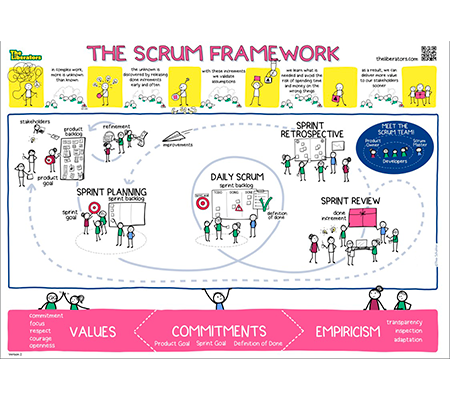 The
Liberators
THE SCRUM FRAMEWORK
theliberators.com
in complex work,
more is unknown
than known.
the unknown is
discovered by releasing
done increments
early and often.
with these increments
we validate
assumptions
we learn what is
needed and avoid the
risk of spending time
and money on the
wrong things
as a result, we can
deliver more value
to our stakeholders
sooner
stakeholders
product
backlog
refinement
improvements
product
goal
SPRINT
RETROSPECTIVE
MEET THE
SCRUM TEAM!
Product
Owner
Scrum
Master
Developers
SPRINT PLANNING
sprint backlog
sprint
goal
DAILY SCRUM
sprint backlog
definition
of done
SPRINT REVIEW
done
increment
commitment
focus
respect
courage
openness
VALUES
COMMITMENTS
Product Goal Sprint Goal Definition of Done
EMPIRICISM
transparency
inspection
adaptation